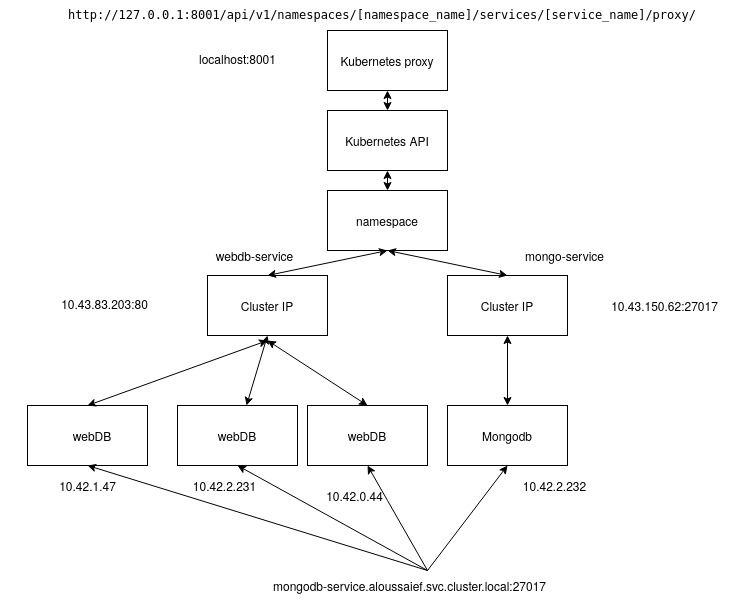 http://127.0.0.1:8001/api/v1/namespaces/[namespace_name]/services/[service_name]/proxy/
localhost:8001
Kubernetes proxy
Kubernetes API
namespace
webdb-service
mongo-service
10.43.83.203:80
Cluster IP
Cluster IP
10.43.150.62:27017
webDB
webDB
webDB
Mongodb
10.42.1.47
10.42.2.231
10.42.0.44
10.42.2.232
mongodb-service.aloussaief.svc.cluster.local:27017